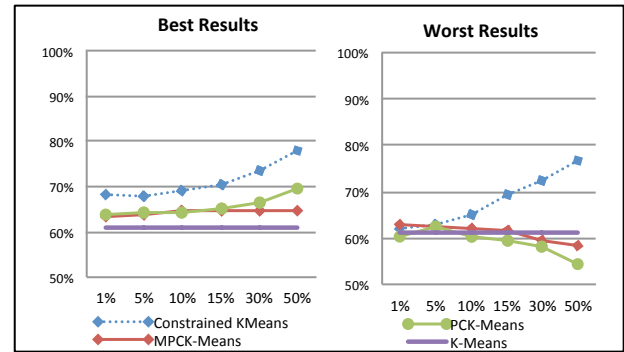 Best Results
100%
90%
80%
70%
60%
50%
1% 5% 10% 15% 30% 50%
Worst Results
100%
90%
80%
70%
60%
50%
1% 5% 10% 15% 30% 50%
Constrained KMeans
MPCK-Means
PCK-Means
K-Means